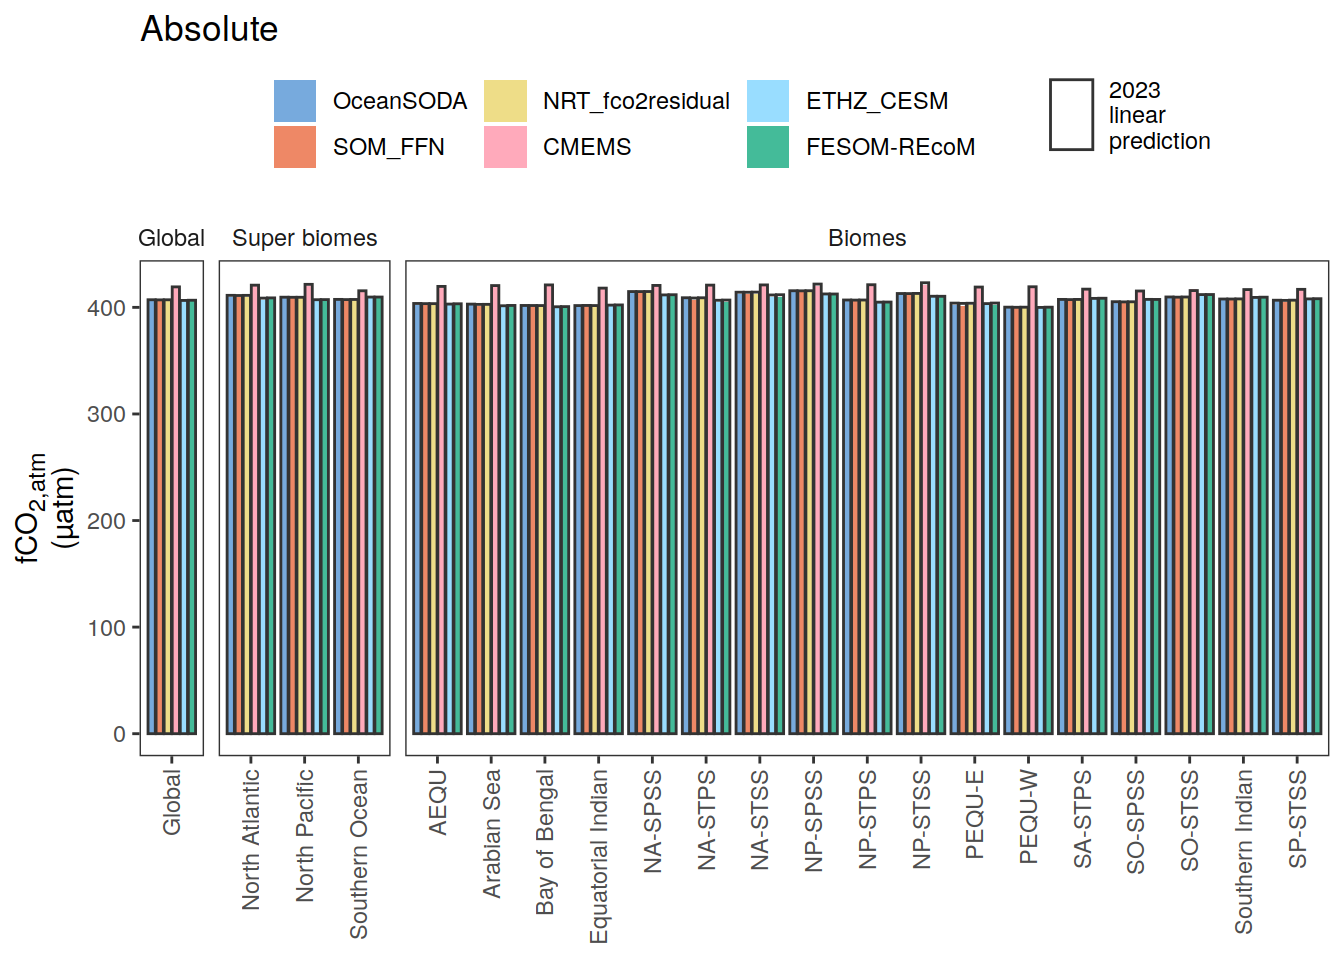 Absolute
OceanSODA
SOM_FFN
NRT_fco2residual
CMEMS
ETHZ_CESM
FESOM-REcoM
2023
linear
prediction
Global
Super biomes
Biomes
fCO2,atm
(µatm)
400
300
200
100
0
Global
North Atlantic
North Pacific
Southern Ocean
AEQU
Arabian Sea
Bay of Bengal
Equatorial Indian
NA-SPSS
NA-STPS
NA-STSS
NP-SPSS
NP-STPS
NP-STSS
PEQU-E
PEQU-W
SA-STPS
SO-SPSS
SO-STSS
Southern Indian
SP-STSS